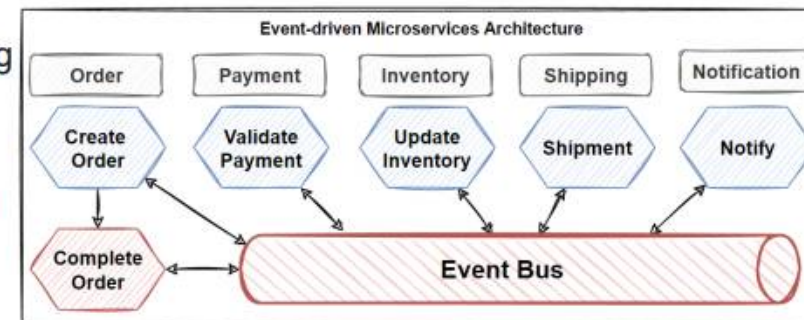 Event-driven Microservices Architecture
g
Order
Payment
Inventory
Shipping
Notification
Create
Order
Validate
Payment
Update
Inventory
Shipment
Notify
Complete
Order
Event Bus